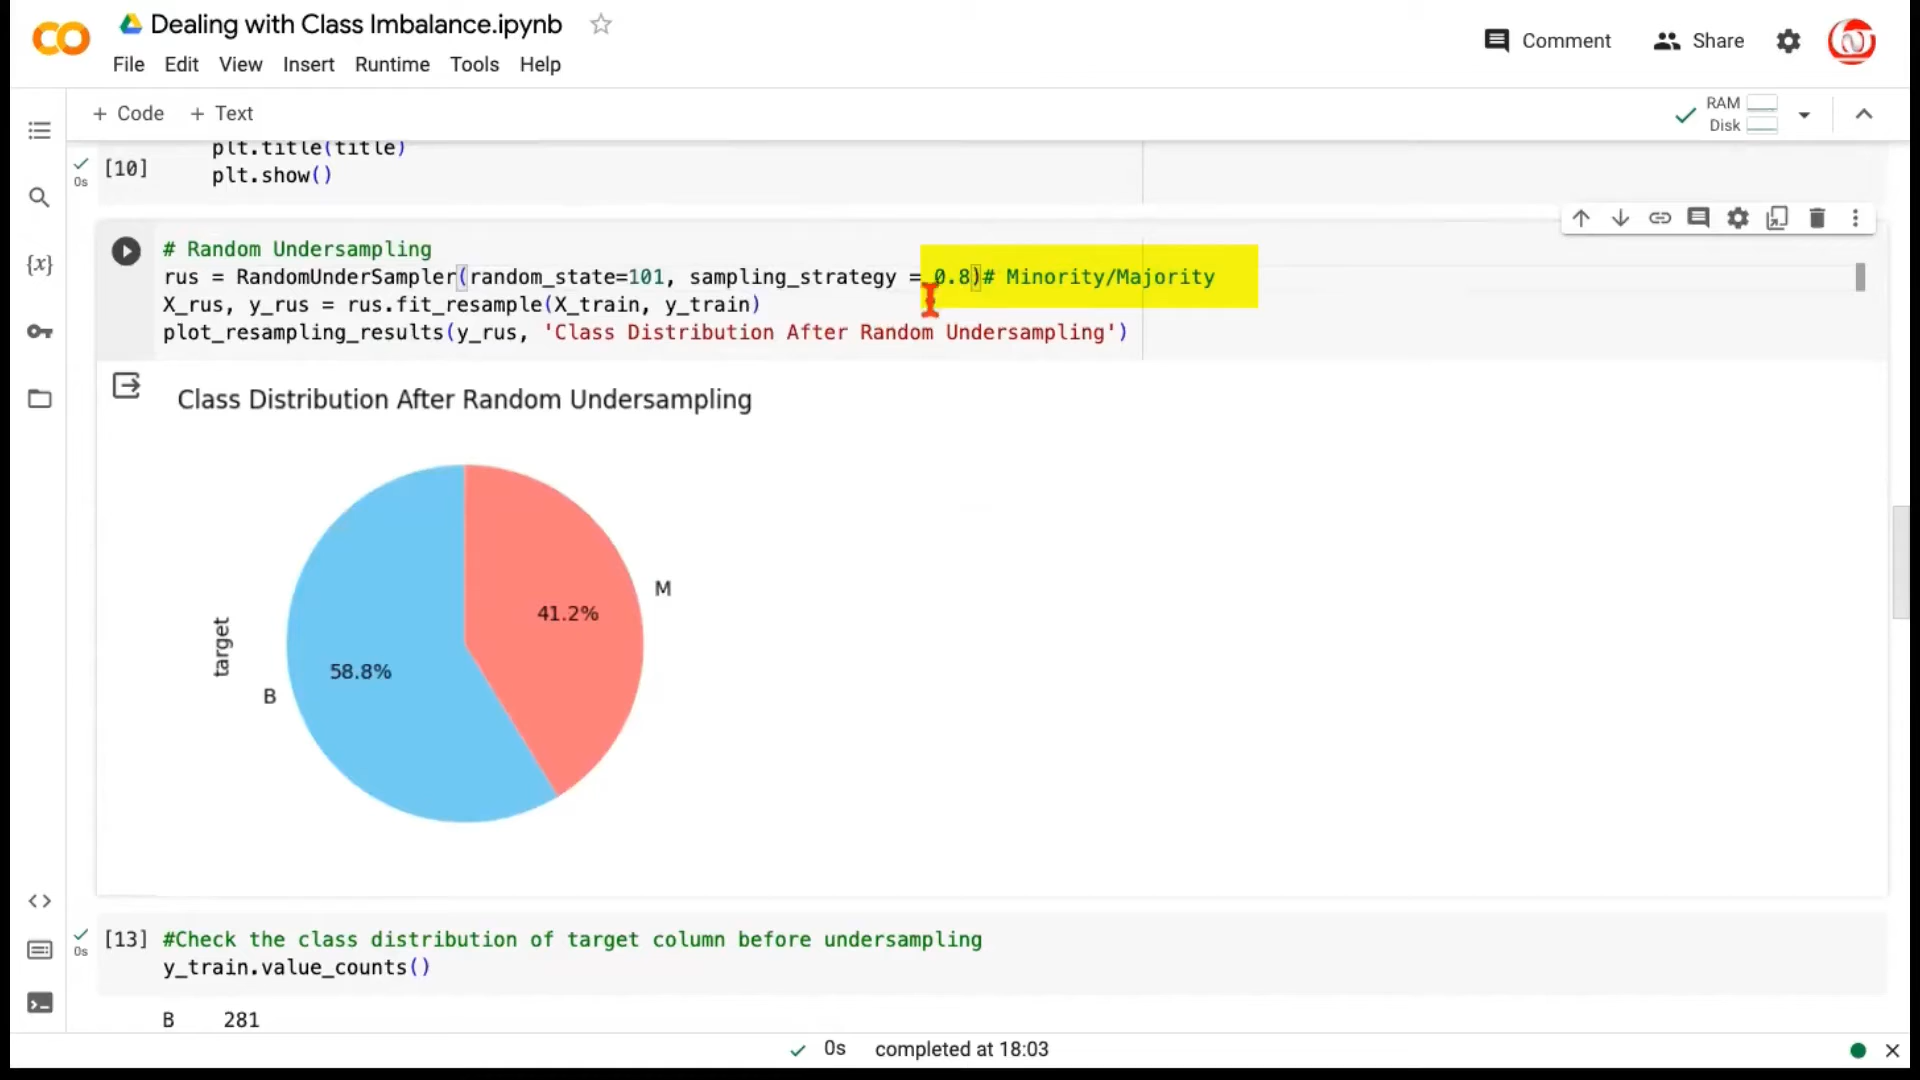 Dealing with Class Imbalance.ipynb
Comment
Share
File Edit View Insert Runtime Tools Help
+ Code + Text
RAM
Disk
plt.title(title)
[10]
0s
plt.show()
# Random Undersampling
rus = RandomUnderSampler(random_state=101, sampling_strategy = 0.8)# Minority/Majority
X_rus, y_rus = rus.fit_resample(X_train, y_train)
plot_resampling_results(y_rus, 'Class Distribution After Random Undersampling')
{x}
Class Distribution After Random Undersampling
M
41.2%
target
58.8%
B
[13] #Check the class distribution of target column before undersampling
0s
y_train.value_counts()
B 281
0s completed at 18:03